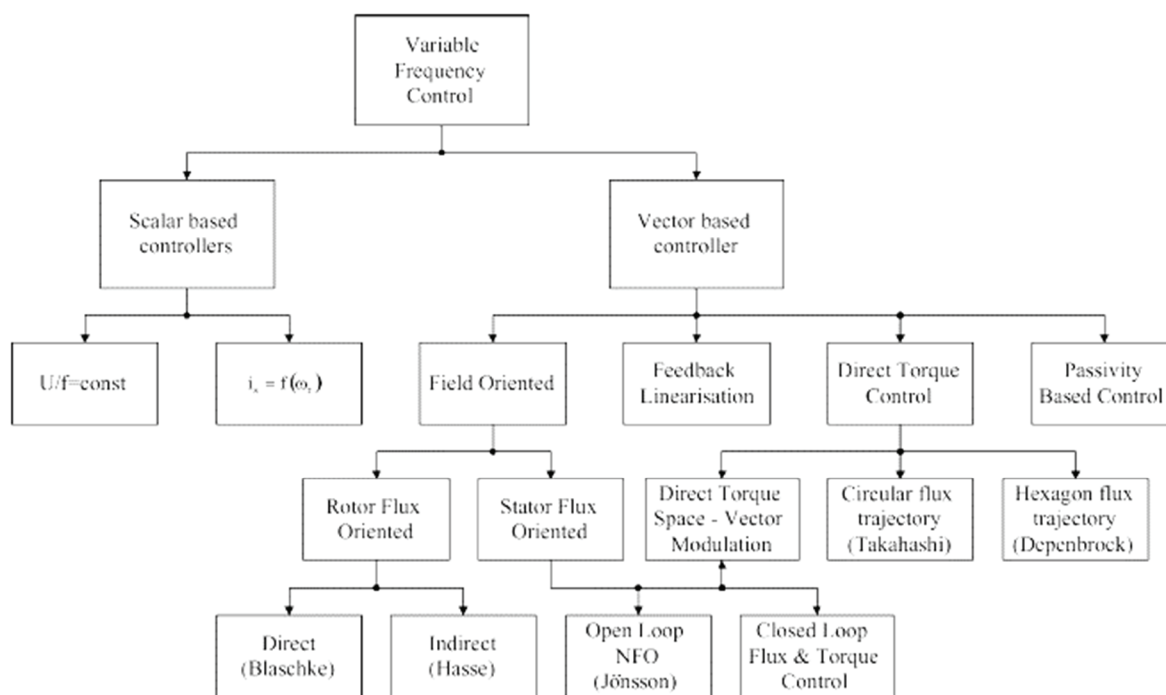 Variable
Frequency
Control
Scalar based
controllers
Vector based
controller
U/f=const
iₛ = f(ωᵣ)
Field Oriented
Feedback
Linearisation
Direct Torque
Control
Passivity
Based Control
Rotor Flux
Oriented
Stator Flux
Oriented
Direct Torque
Space - Vector
Modulation
Circular flux
trajectory
(Takahashi)
Hexagon flux
trajectory
(Depenbrock)
Direct
(Blaschke)
Indirect
(Hasse)
Open Loop
NFO
(Jönsson)
Closed Loop
Flux & Torque
Control